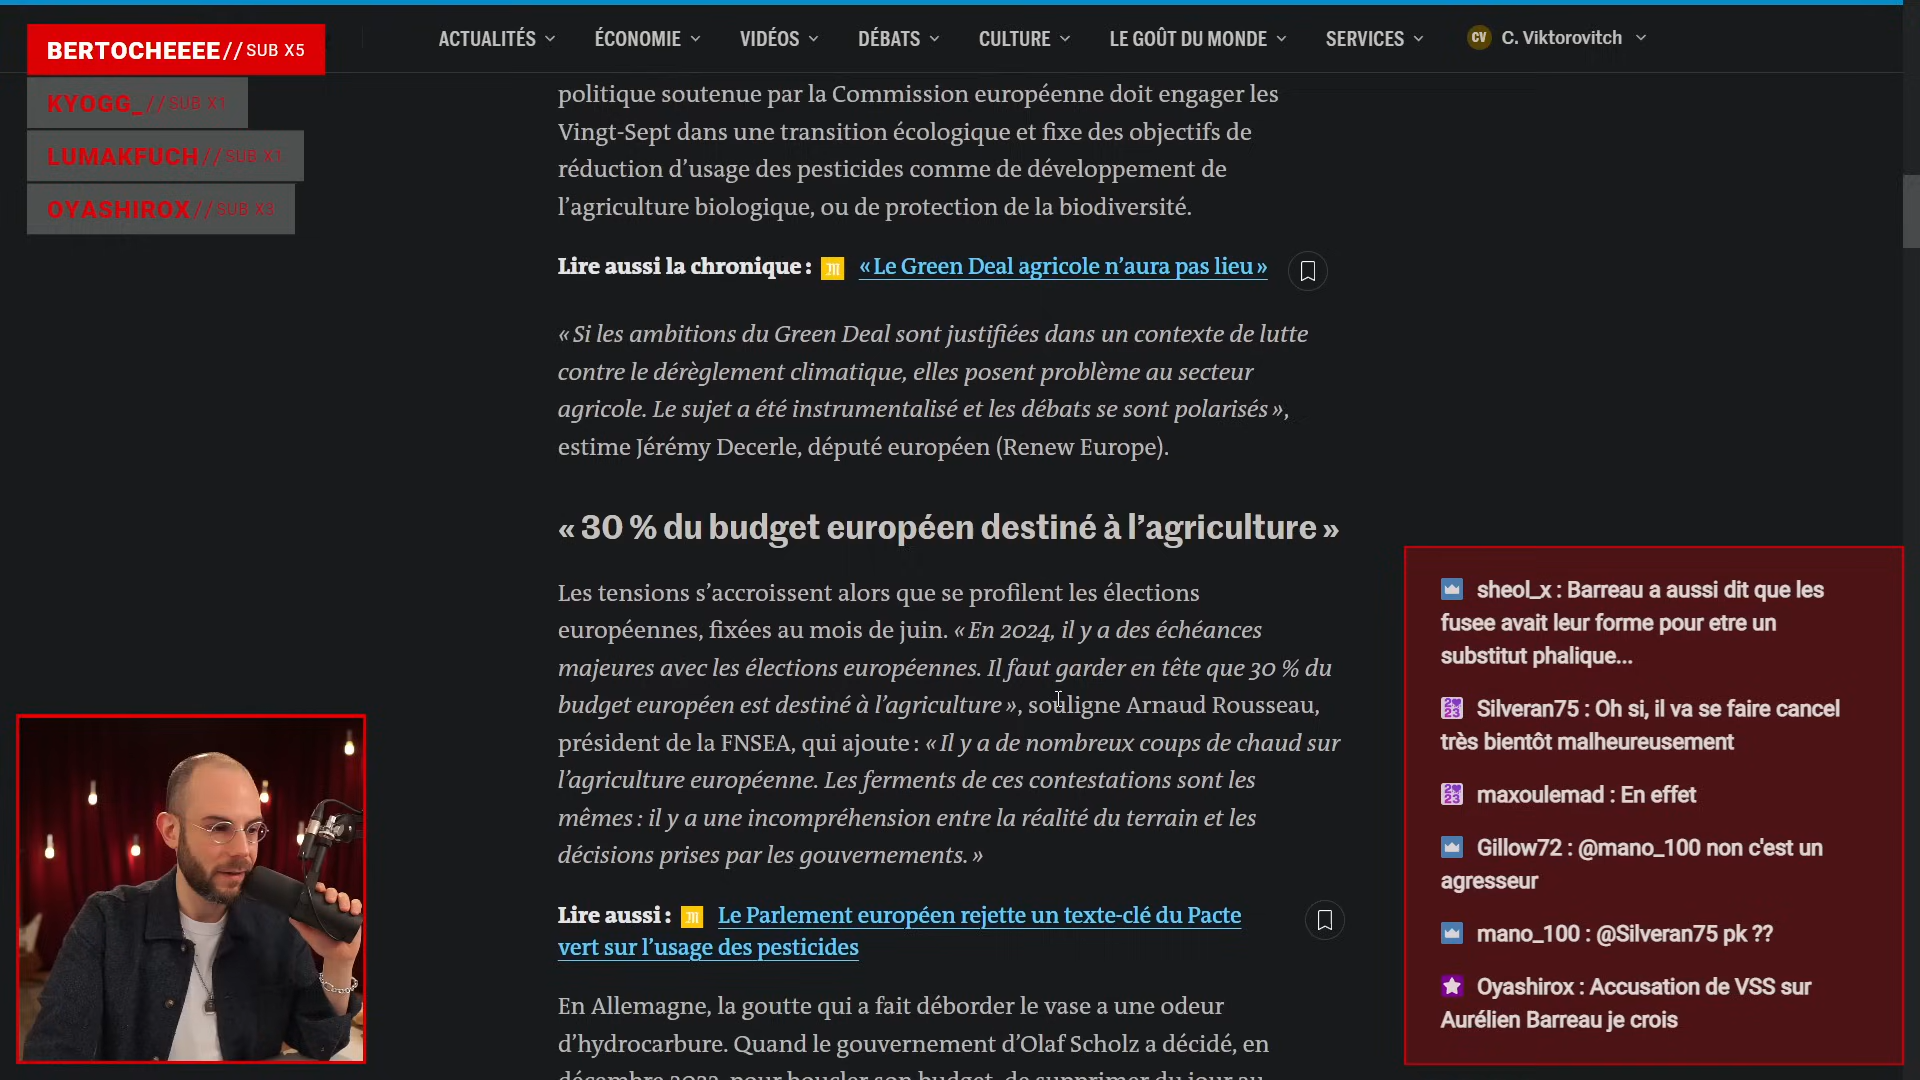 BERTOCHEEEE//SUB X5
KYOGG_//SUB X1
LUMAKFUCH//SUB X1
OYASHIROX//SUB X3
ACTUALITÉS
ÉCONOMIE
VIDÉOS
DÉBATS
CULTURE
LE GOÛT DU MONDE
SERVICES
CV
C. Viktorovitch
politique soutenue par la Commission européenne doit engager les
Vingt-Sept dans une transition écologique et fixe des objectifs de
réduction d’usage des pesticides comme de développement de
l’agriculture biologique, ou de protection de la biodiversité.
Lire aussi la chronique : M « Le Green Deal agricole n’aura pas lieu »
« Si les ambitions du Green Deal sont justifiées dans un contexte de lutte
contre le dérèglement climatique, elles posent problème au secteur
agricole. Le sujet a été instrumentalisé et les débats se sont polarisés »,
estime Jérémy Decerle, député européen (Renew Europe).
« 30 % du budget européen destiné à l’agriculture »
Les tensions s’accroissent alors que se profilent les élections
européennes, fixées au mois de juin. « En 2024, il y a des échéances
majeures avec les élections européennes. Il faut garder en tête que 30 % du
budget européen est destiné à l’agriculture », souligne Arnaud Rousseau,
président de la FNSEA, qui ajoute : « Il y a de nombreux coups de chaud sur
l’agriculture européenne. Les ferments de ces contestations sont les
mêmes : il y a une incompréhension entre la réalité du terrain et les
décisions prises par les gouvernements. »
Lire aussi : M Le Parlement européen rejette un texte-clé du Pacte
vert sur l’usage des pesticides
En Allemagne, la goutte qui a fait déborder le vase a une odeur
d’hydrocarbure. Quand le gouvernement d’Olaf Scholz a décidé, en
décembre 2023, pour boucler son budget, de supprimer du jour au
sheol_x : Barreau a aussi dit que les
fusee avait leur forme pour etre un
substitut phalique...
2023 Silveran75 : Oh si, il va se faire cancel
très bientôt malheureusement
2023 maxoulemad : En effet
Gillow72 : @mano_100 non c'est un
agresseur
mano_100 : @Silveran75 pk ??
Oyashirox : Accusation de VSS sur
Aurélien Barreau je crois